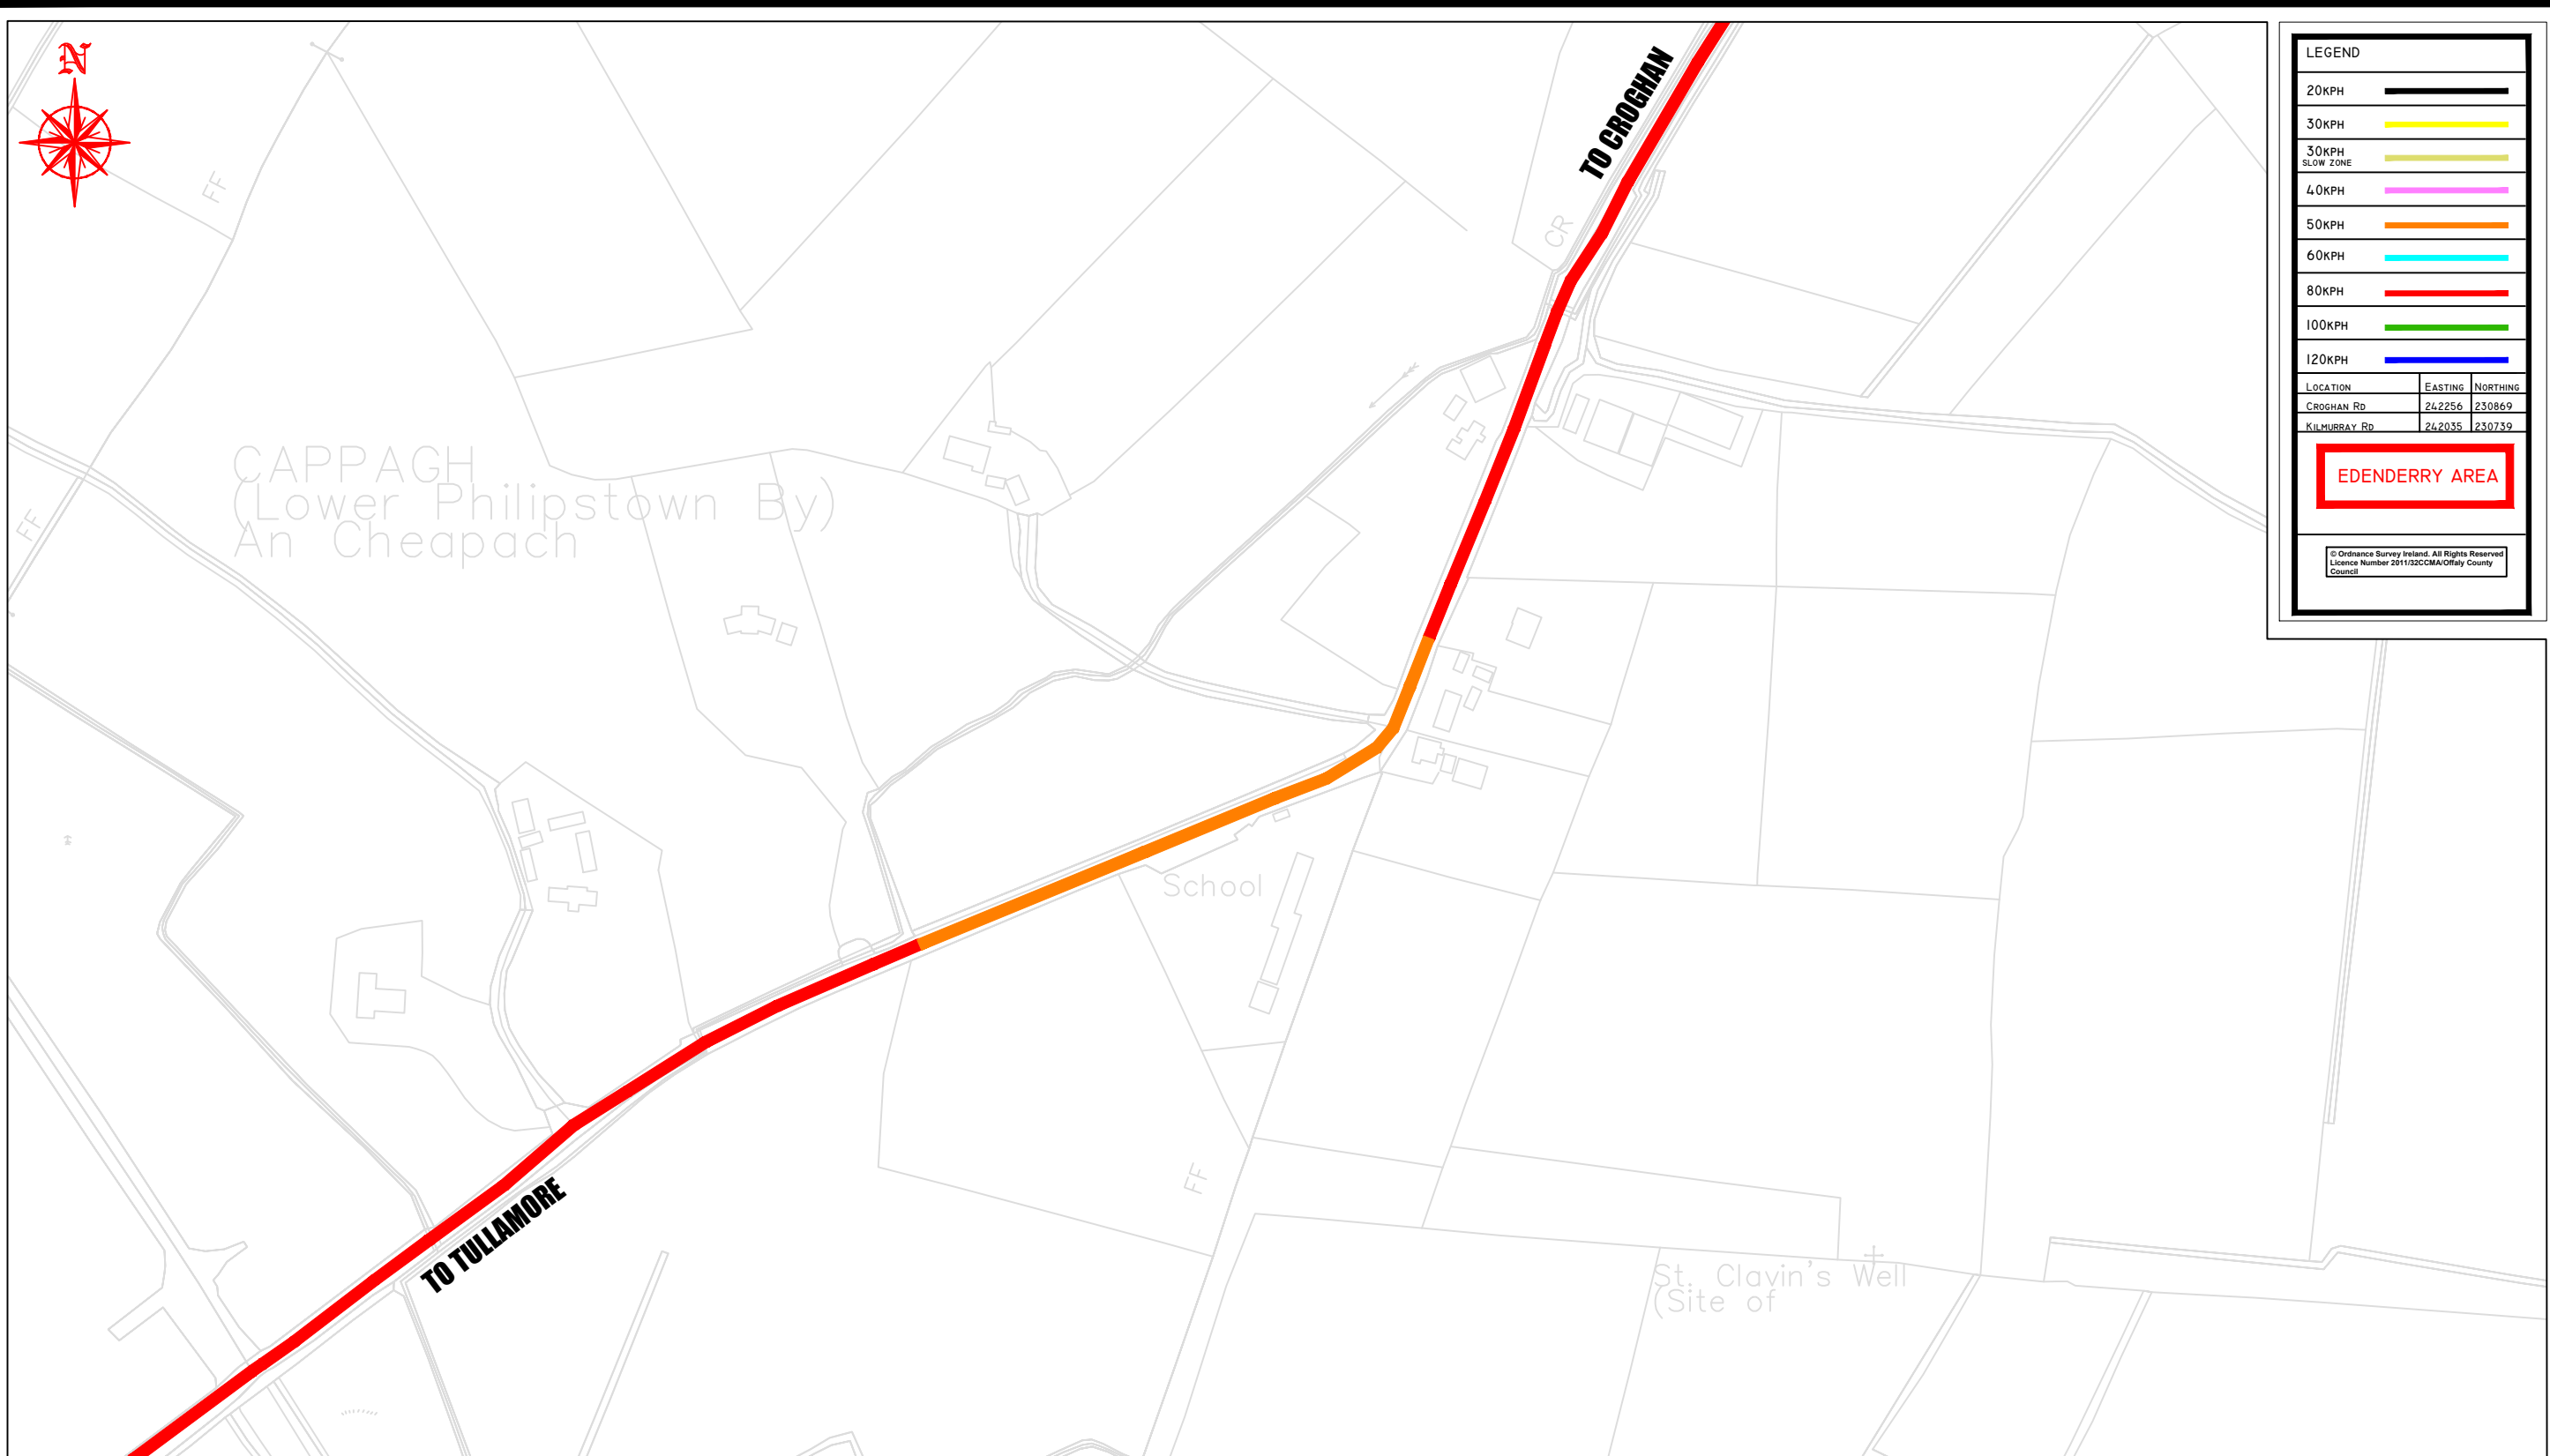 N
TO CROGHAN
FF
CR
CAPPAGH
(Lower Philipstown By)
An Cheapach
FF
School
FF
TO TULLAMORE
St. Clavin's Well
(Site of
LEGEND
20KPH
30KPH
30KPH
SLOW ZONE
40KPH
50KPH
60KPH
80KPH
100KPH
120KPH
LOCATION EASTING NORTHING
CROGHAN RD 242256 230869
KILMURRAY RD 242035 230739
EDENDERRY AREA
© Ordnance Survey Ireland. All Rights Reserved
Licence Number 2011/32CCMA/Offaly County
Council